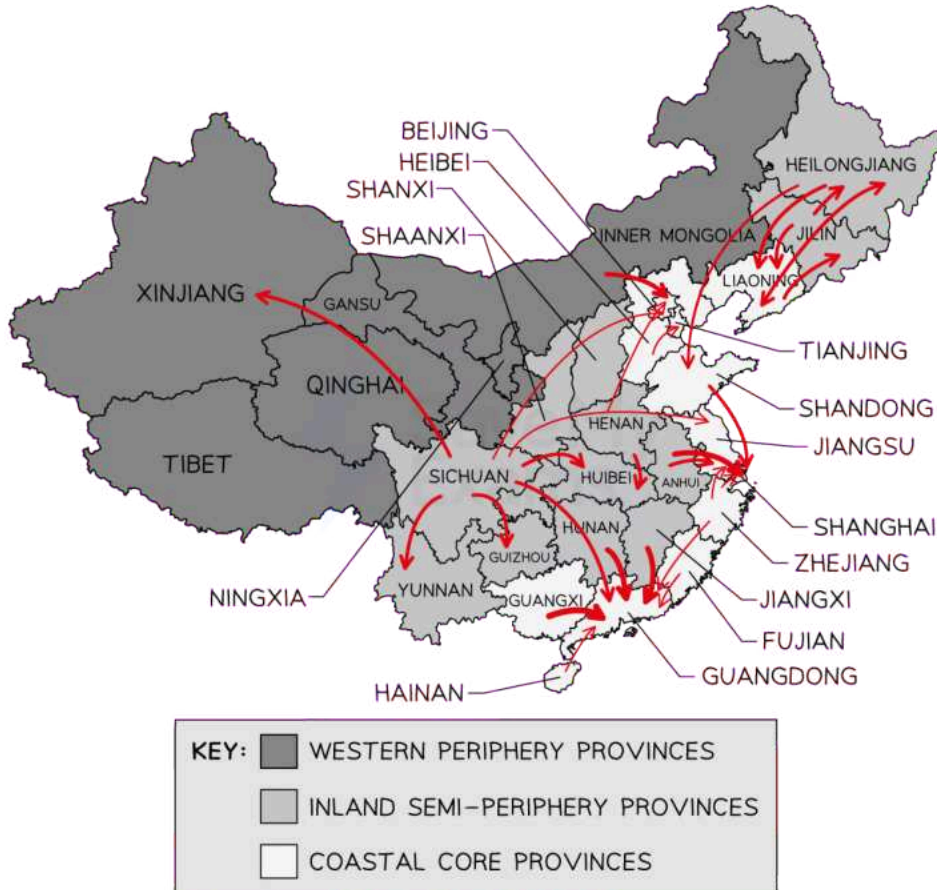 BEIJING
HEIBEI
SHANXI
SHAANXI
HEILONGJIANG
JILIN
INNER MONGOLIA
LIAONING
XINJIANG
GANSU
QINGHAI
TIBET
TIANJING
SHANDONG
JIANGSU
HENAN
SICHUAN
HUIBEI
ANHUI
SHANGHAI
ZHEJIANG
HUNAN
GUIZHOU
YUNNAN
GUANGXI
NINGXIA
JIANGXI
FUJIAN
GUANGDONG
HAINAN
KEY: WESTERN PERIPHERY PROVINCES
INLAND SEMI-PERIPHERY PROVINCES
COASTAL CORE PROVINCES